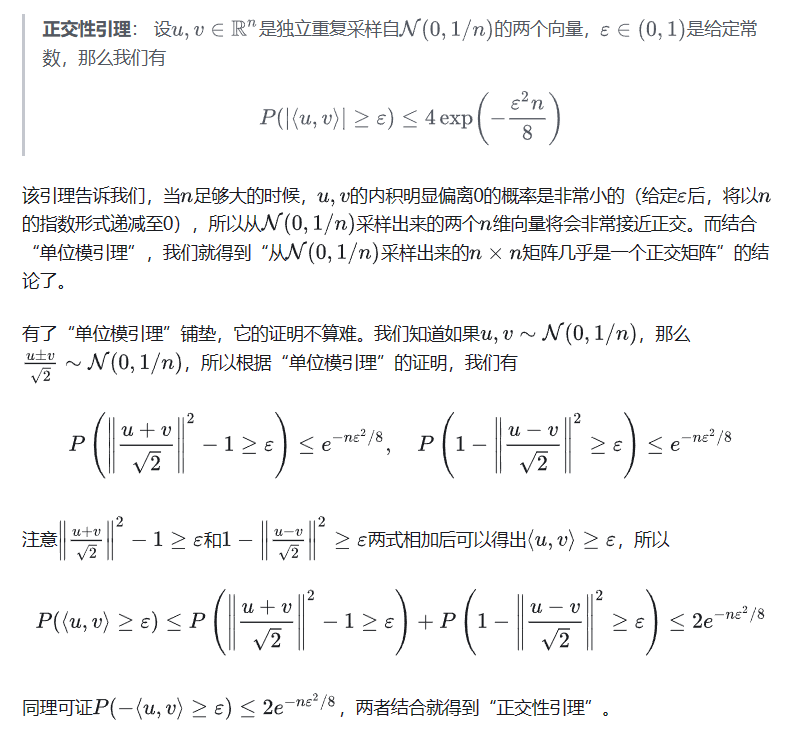 正交性引理： 设$u, v \in \mathbb{R}^n$是独立重复采样自$\mathcal{N}(0, 1/n)$的两个向量，$\varepsilon \in (0, 1)$是给定常
数，那么我们有
$$P(|\langle u, v\rangle| \geq \varepsilon) \leq 4\exp\left(-\frac{\varepsilon^2 n}{8}\right)$$
该引理告诉我们，当$n$足够大的时候，$u, v$的内积明显偏离0的概率是非常小的（给定$\varepsilon$后，将以$n$
的指数形式递减至0），所以从$\mathcal{N}(0, 1/n)$采样出来的两个$n$维向量将会非常接近正交。而结合
“单位模引理”，我们就得到“从$\mathcal{N}(0, 1/n)$采样出来的$n \times n$矩阵几乎是一个正交矩阵”的结
论了。
有了“单位模引理”铺垫，它的证明不算难。我们知道如果$u, v \sim \mathcal{N}(0, 1/n)$，那么
$\frac{u \pm v}{\sqrt{2}} \sim \mathcal{N}(0, 1/n)$，所以根据“单位模引理”的证明，我们有
$$P\left(\left\|\frac{u+v}{\sqrt{2}}\right\|^2 - 1 \geq \varepsilon\right) \leq e^{-n\varepsilon^2/8}, \quad P\left(1 - \left\|\frac{u-v}{\sqrt{2}}\right\|^2 \geq \varepsilon\right) \leq e^{-n\varepsilon^2/8}$$
注意$\left\|\frac{u+v}{\sqrt{2}}\right\|^2 - 1 \geq \varepsilon$和$1 - \left\|\frac{u-v}{\sqrt{2}}\right\|^2 \geq \varepsilon$两式相加后可以得出$\langle u, v\rangle \geq \varepsilon$，所以
$$P(\langle u, v\rangle \geq \varepsilon) \leq P\left(\left\|\frac{u+v}{\sqrt{2}}\right\|^2 - 1 \geq \varepsilon\right) + P\left(1 - \left\|\frac{u-v}{\sqrt{2}}\right\|^2 \geq \varepsilon\right) \leq 2e^{-n\varepsilon^2/8}$$
同理可证$P(-\langle u, v\rangle \geq \varepsilon) \leq 2e^{-n\varepsilon^2/8}$，两者结合就得到“正交性引理”。